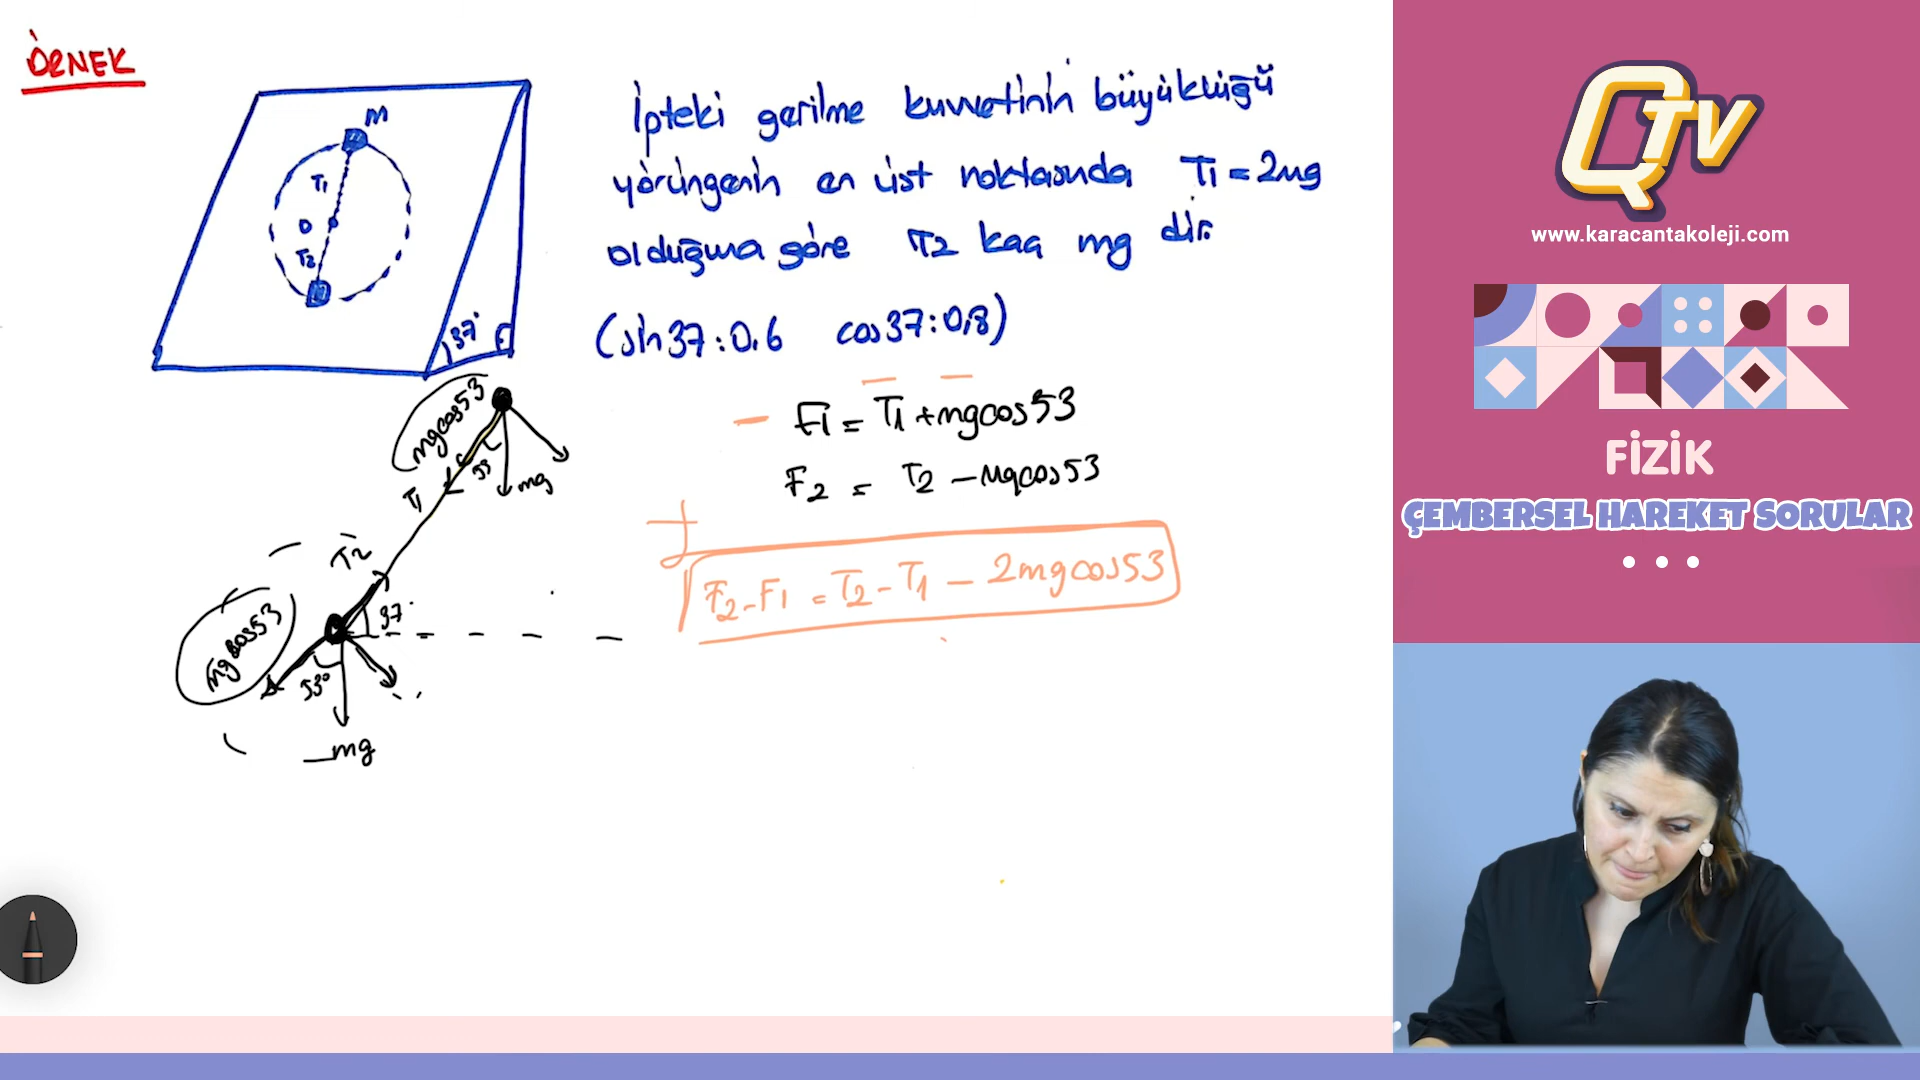 ÖRNEK
İpteki gerilme kuvvetinin büyüklüğü
yörüngenin en üst noktasında T1 = 2mg
olduğuna göre T2 kaç mg dir.
(sin37:0.6 cos37:0,8)
M
T1
O
T2
37°
mgcos53
53
mg
T1
T2
37
mgcos53
53°
mg
F1 = T1 + mgcos53
F2 = T2 - mgcos53
F2 - F1 = T2 - T1 - 2mgcos53
QTV
www.karacantakoleji.com
FİZİK
ÇEMBERSEL HAREKET SORULAR